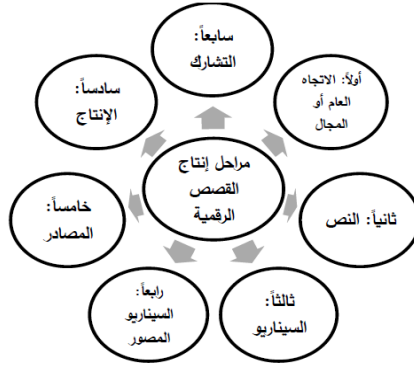 مراحل إنتاج
القصص
الرقمية
أولاً: الاتجاه
العام أو
المجال
ثانياً: النص
ثالثاً:
السيناريو
رابعاً:
السيناريو
المصور
خامساً:
المصادر
سادساً:
الإنتاج
سابعاً:
التشارك